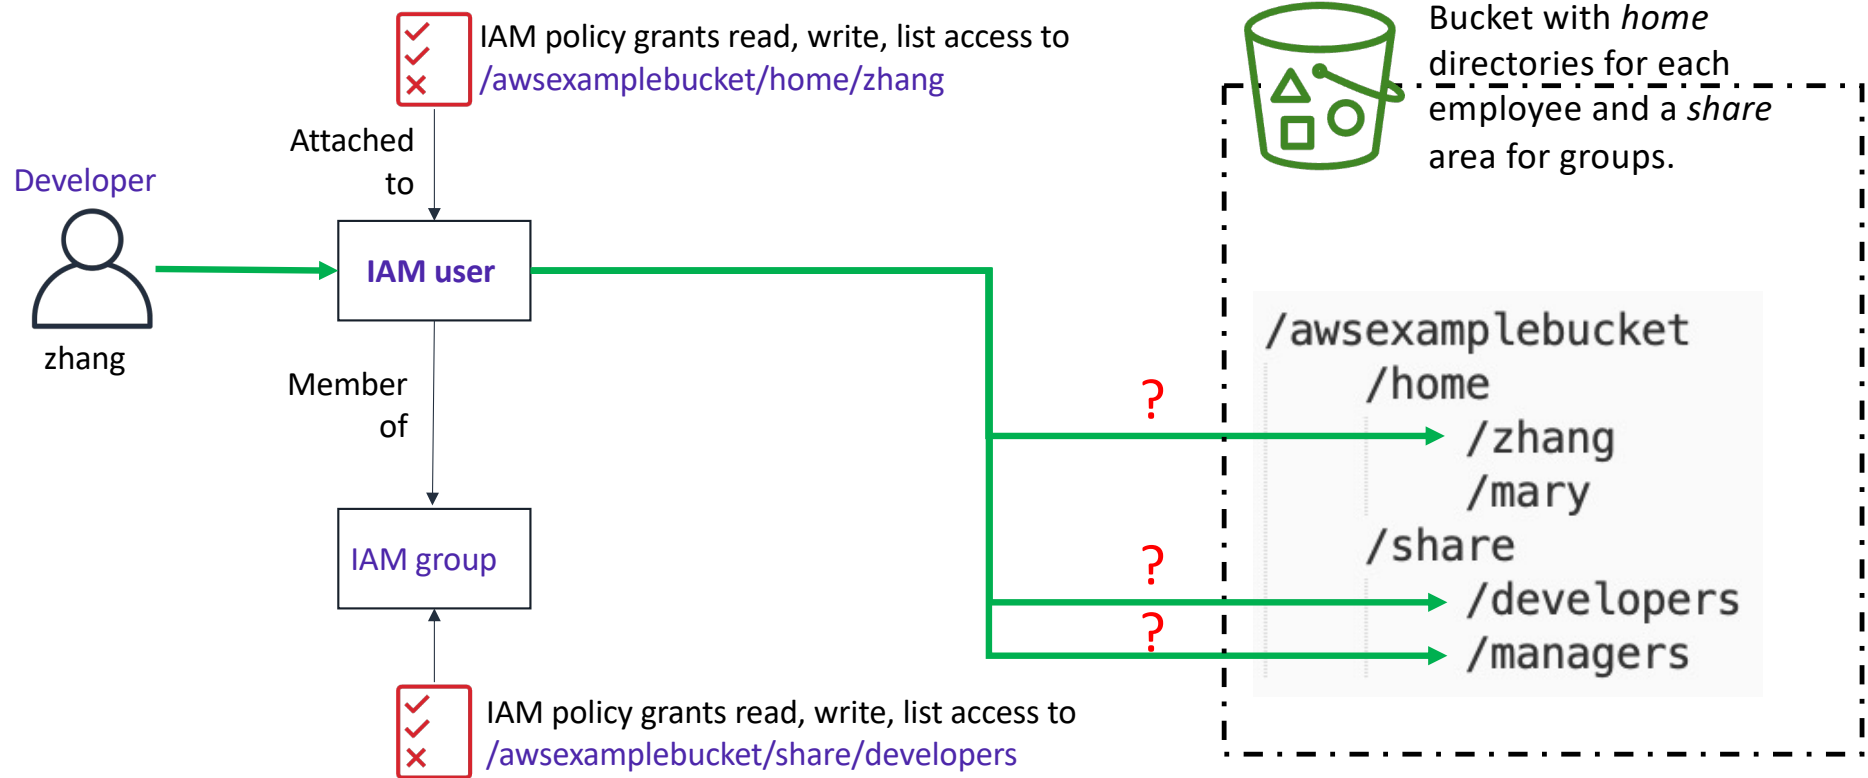 IAM policy grants read, write, list access to
/awsexamplebucket/home/zhang
Bucket with home
directories for each
employee and a share
area for groups.
Attached
to
Developer
zhang
IAM user
Member
of
IAM group
IAM policy grants read, write, list access to
/awsexamplebucket/share/developers
?
?
?
/awsexamplebucket
/home
/zhang
/mary
/share
/developers
/managers